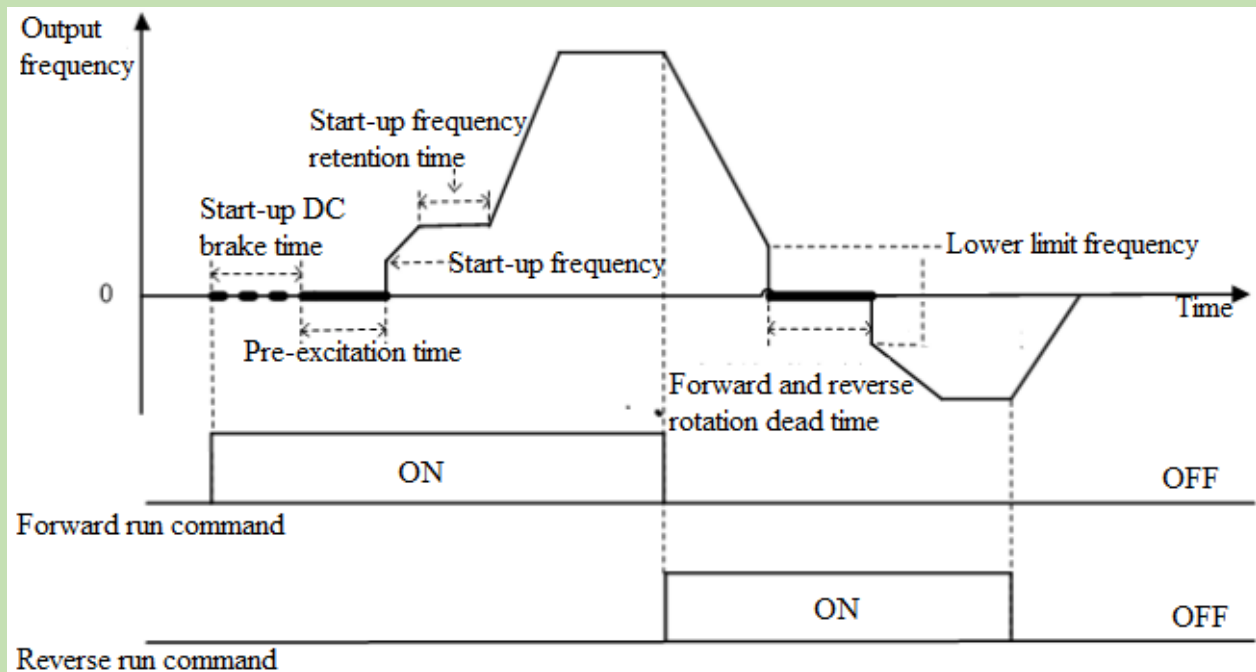 Output
frequency
Start-up frequency
retention time
Start-up DC
brake time
Start-up frequency
Lower limit frequency
0
Time
Pre-excitation time
Forward and reverse
rotation dead time
ON
OFF
Forward run command
ON
OFF
Reverse run command